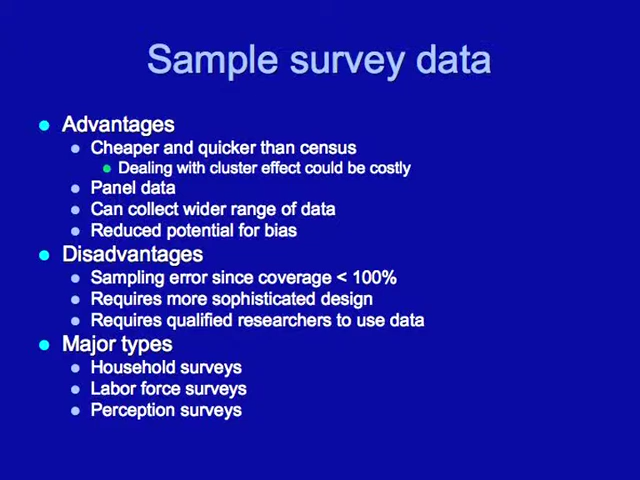 Sample survey data
Advantages
Cheaper and quicker than census
Dealing with cluster effect could be costly
Panel data
Can collect wider range of data
Reduced potential for bias
Disadvantages
Sampling error since coverage < 100%
Requires more sophisticated design
Requires qualified researchers to use data
Major types
Household surveys
Labor force surveys
Perception surveys